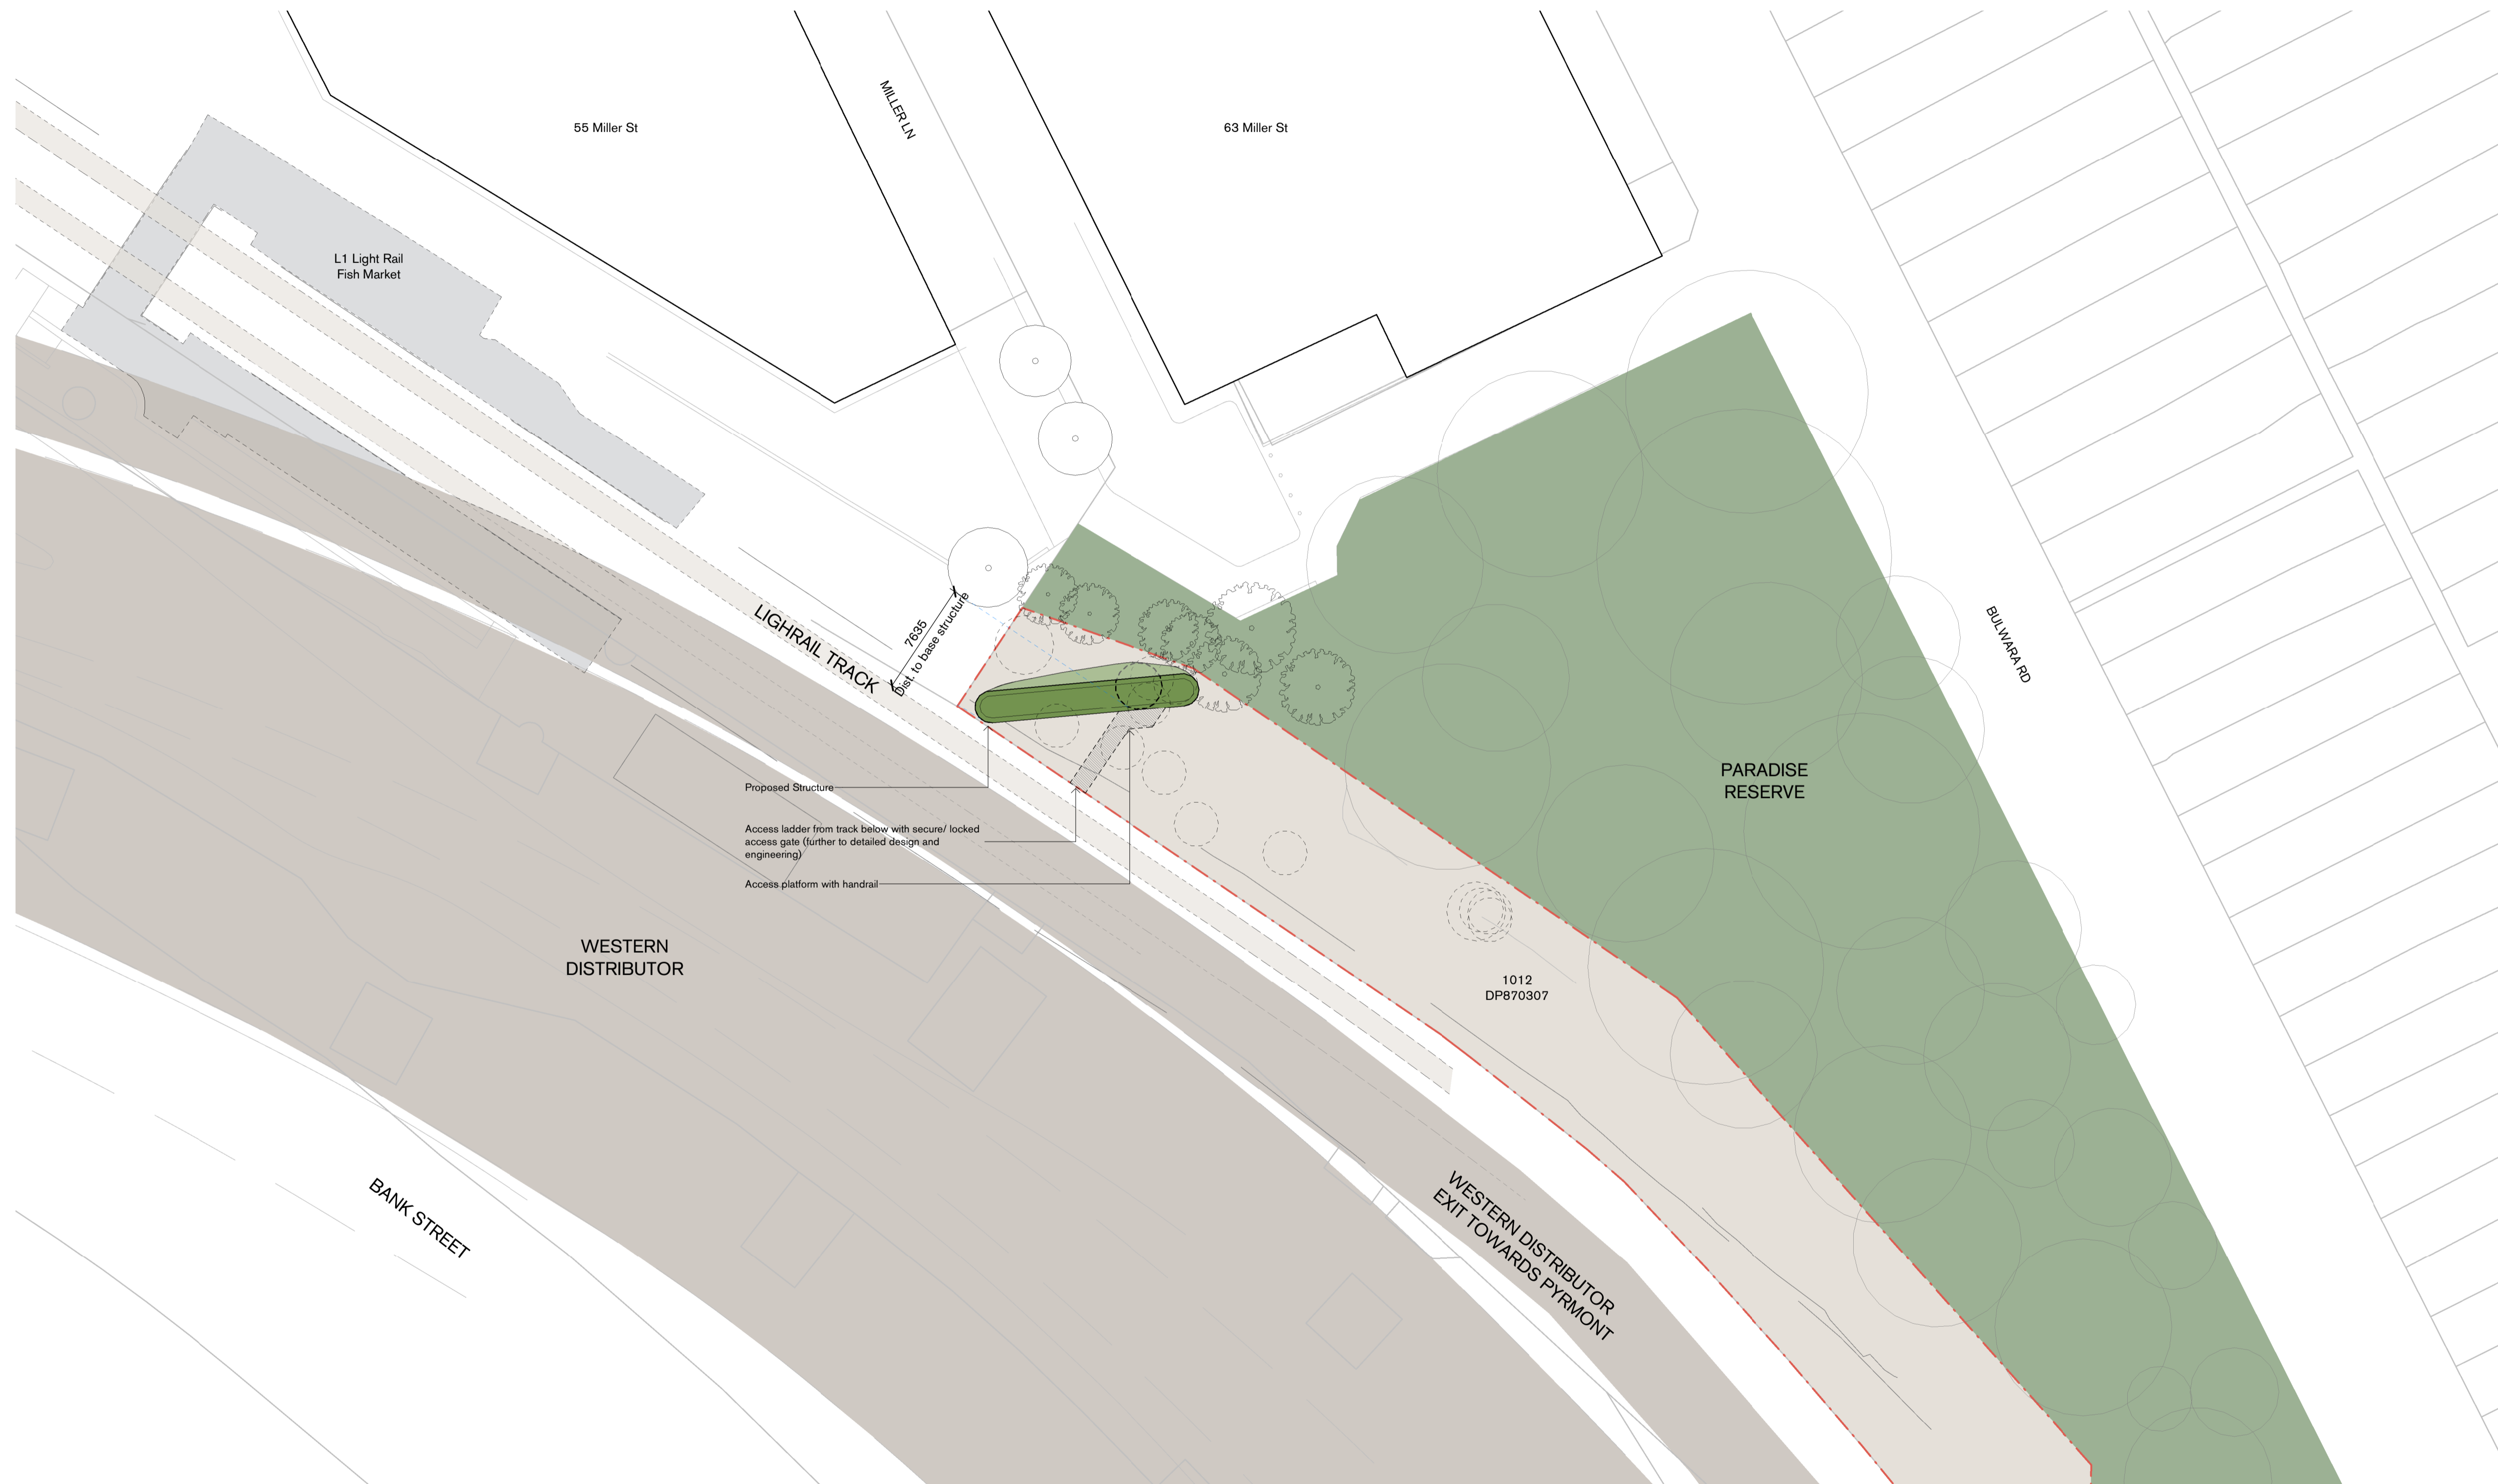 55 Miller St
MILLER LN
63 Miller St
L1 Light Rail
Fish Market
LIGHRAIL TRACK
7635
Dist. to base structure
BULWARA RD
PARADISE
RESERVE
Proposed Structure
Access ladder from track below with secure/ locked
access gate (further to detailed design and
engineering)
Access platform with handrail
WESTERN
DISTRIBUTOR
1012
DP870307
BANK STREET
WESTERN DISTRIBUTOR
EXIT TOWARDS PYRMONT